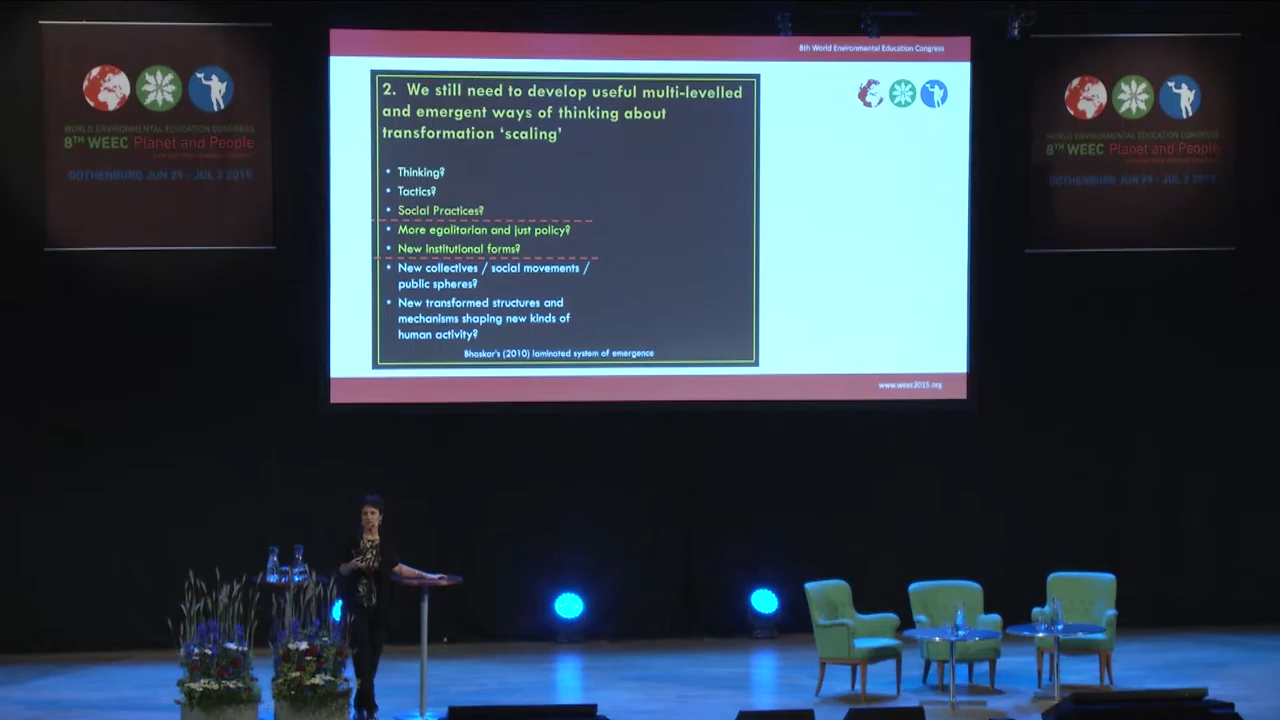 8th World Environmental Education Congress
2. We still need to develop useful multi-levelled
and emergent ways of thinking about
transformation ‘scaling’
• Thinking?
• Tactics?
• Social Practices?
• More egalitarian and just policy?
• New institutional forms?
• New collectives / social movements /
public spheres?
• New transformed structures and
mechanisms shaping new kinds of
human activity?
Bhaskar's (2010) laminated system of emergence
www.weec2015.org
WORLD ENVIRONMENTAL EDUCATION CONGRESS
8TH WEEC Planet and People
GOTHENBURG JUN 29 - JUL 2 2015
WORLD ENVIRONMENTAL EDUCATION CONGRESS
8TH WEEC Planet and People
GOTHENBURG JUN 29 - JUL 2 2015